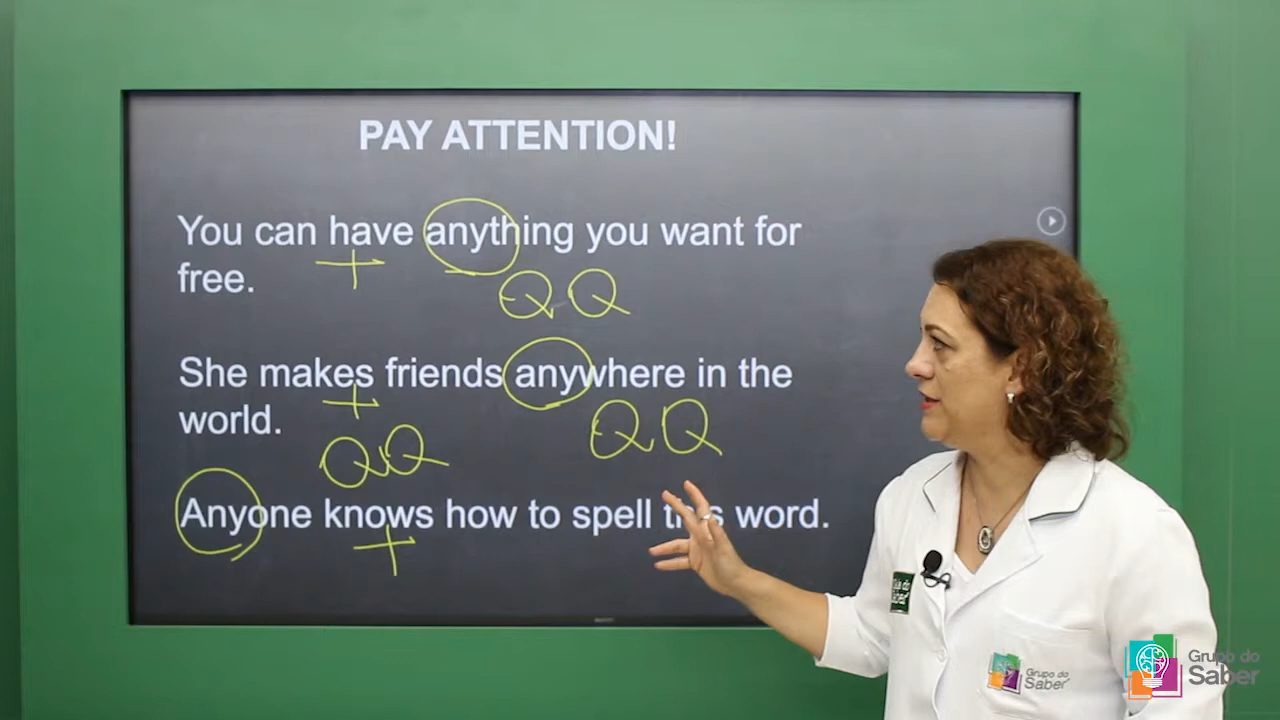 PAY ATTENTION!
You can have anything you want for
free.
+
QQ
She makes friends anywhere in the
world.
+
QQ
QQ
Anyone knows how to spell this word.
+
Grupo do
Saber
Grupo do
Saber